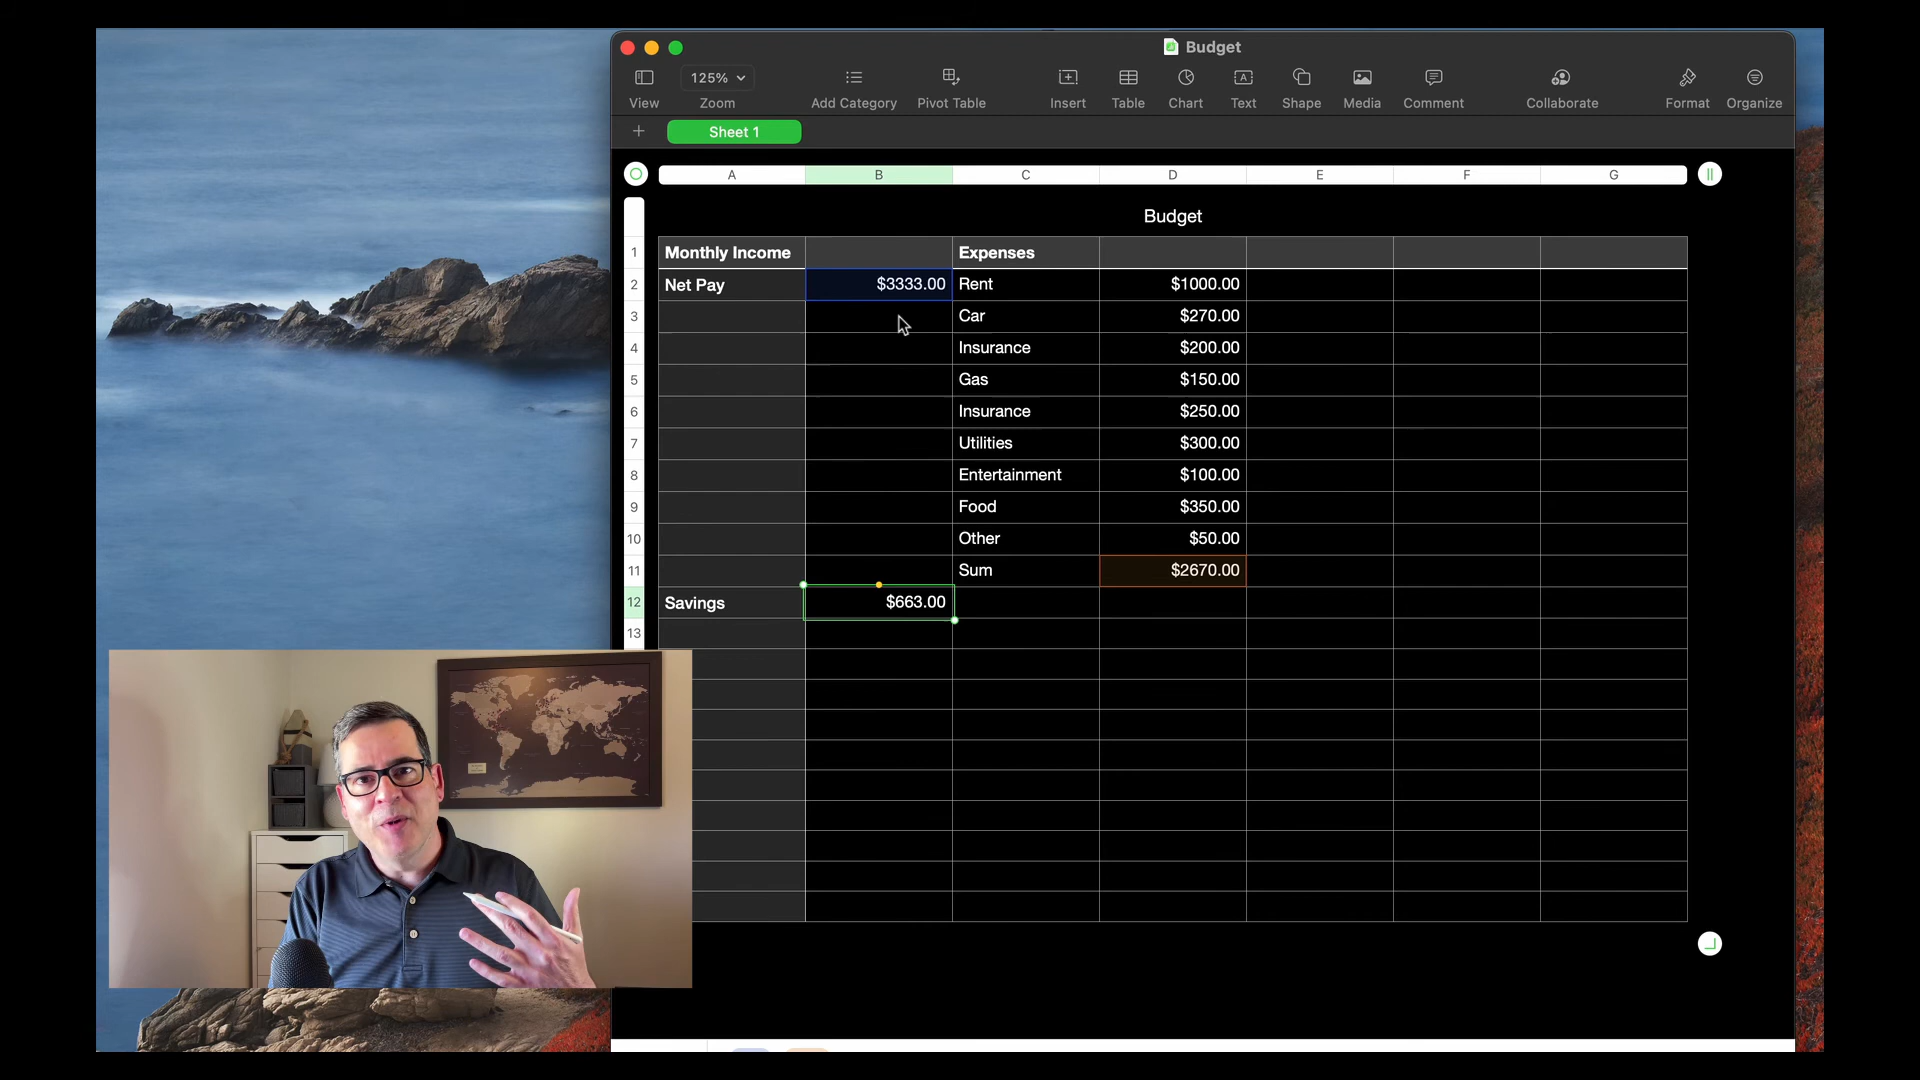 Budget
125%
View Zoom Add Category Pivot Table Insert Table Chart Text Shape Media Comment Collaborate Format Organize
Sheet 1
A B C D E F G
Budget
1 Monthly Income Expenses
2 Net Pay $3333.00 Rent $1000.00
3 Car $270.00
4 Insurance $200.00
5 Gas $150.00
6 Insurance $250.00
7 Utilities $300.00
8 Entertainment $100.00
9 Food $350.00
10 Other $50.00
11 Sum $2670.00
12 Savings $663.00
13